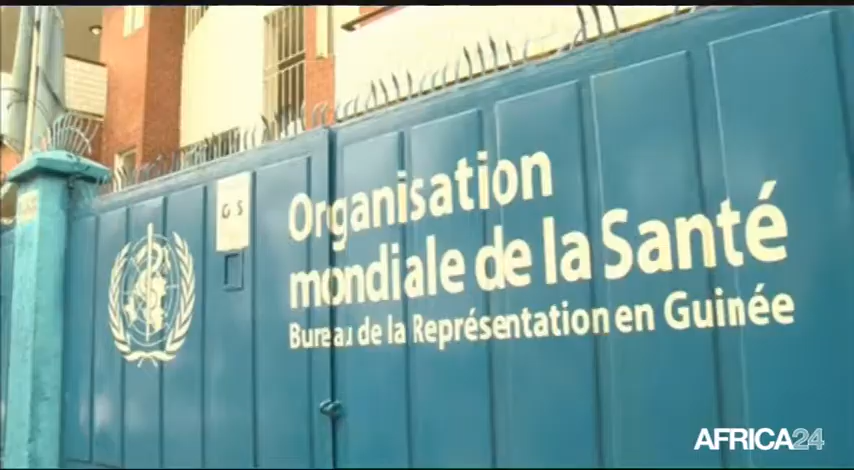 G S
Organisation
mondiale de la Santé
Bureau de la Représentation en Guinée
AFRICA24